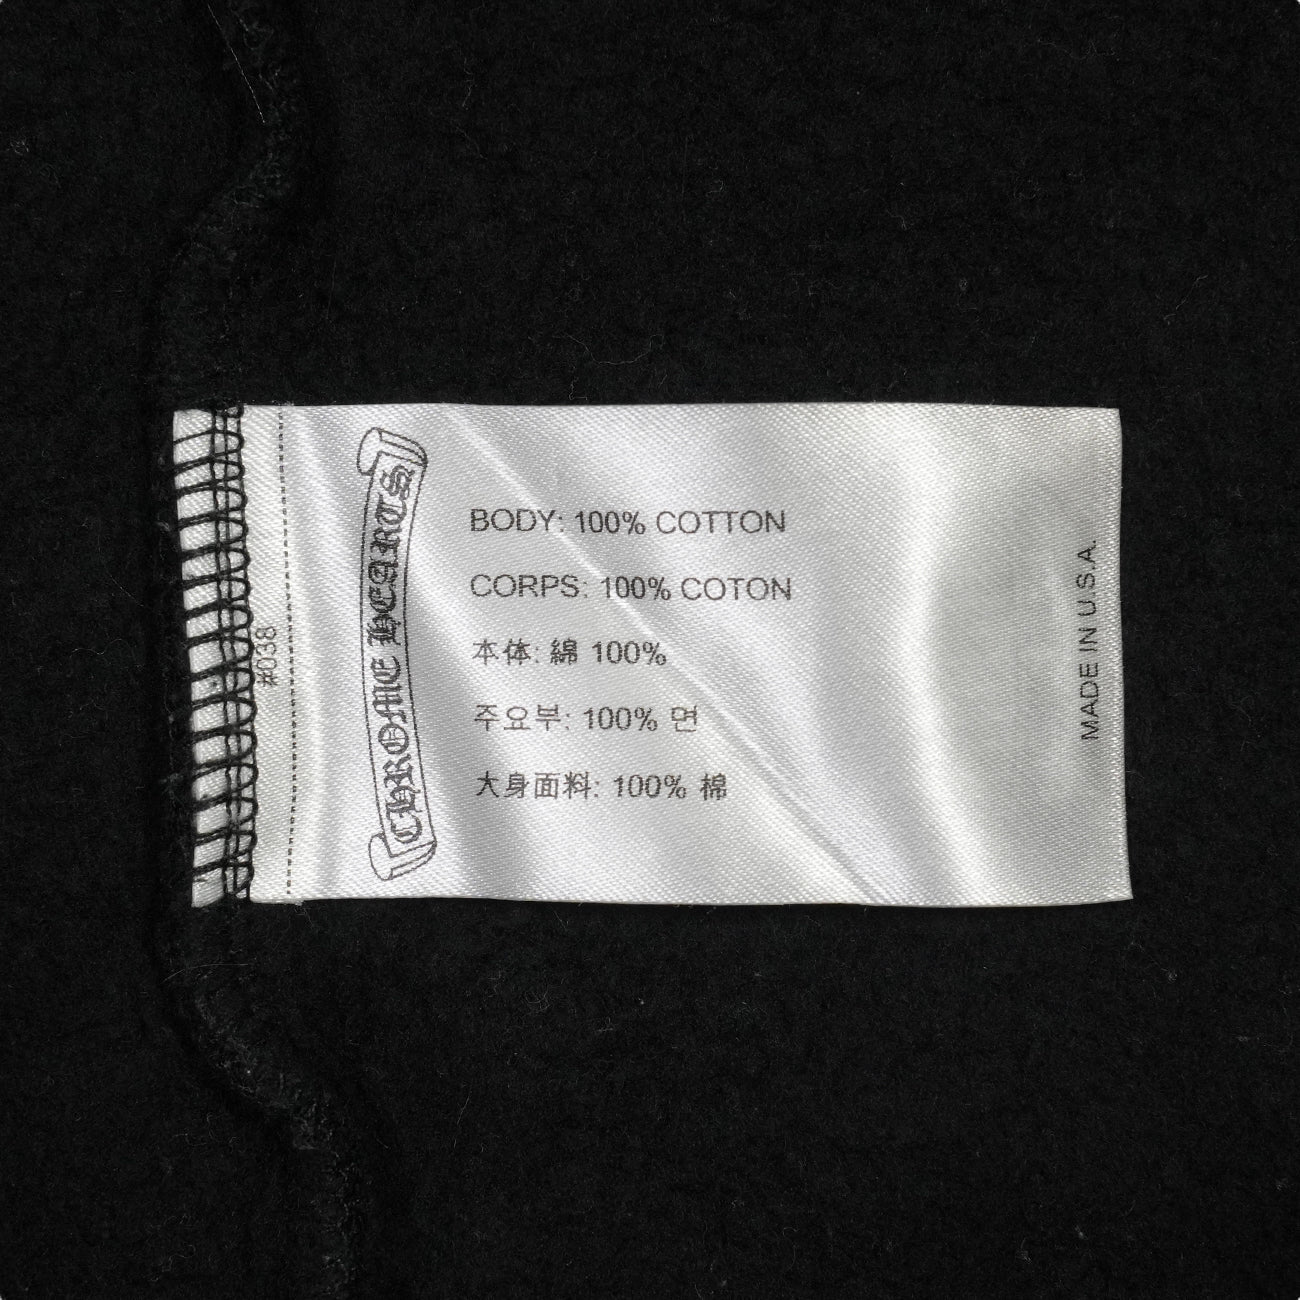 #038
CHROME HEARTS
BODY: 100% COTTON
CORPS: 100% COTON
本体: 綿 100%
주요부: 100% 면
大身面料: 100% 棉
MADE IN U.S.A.